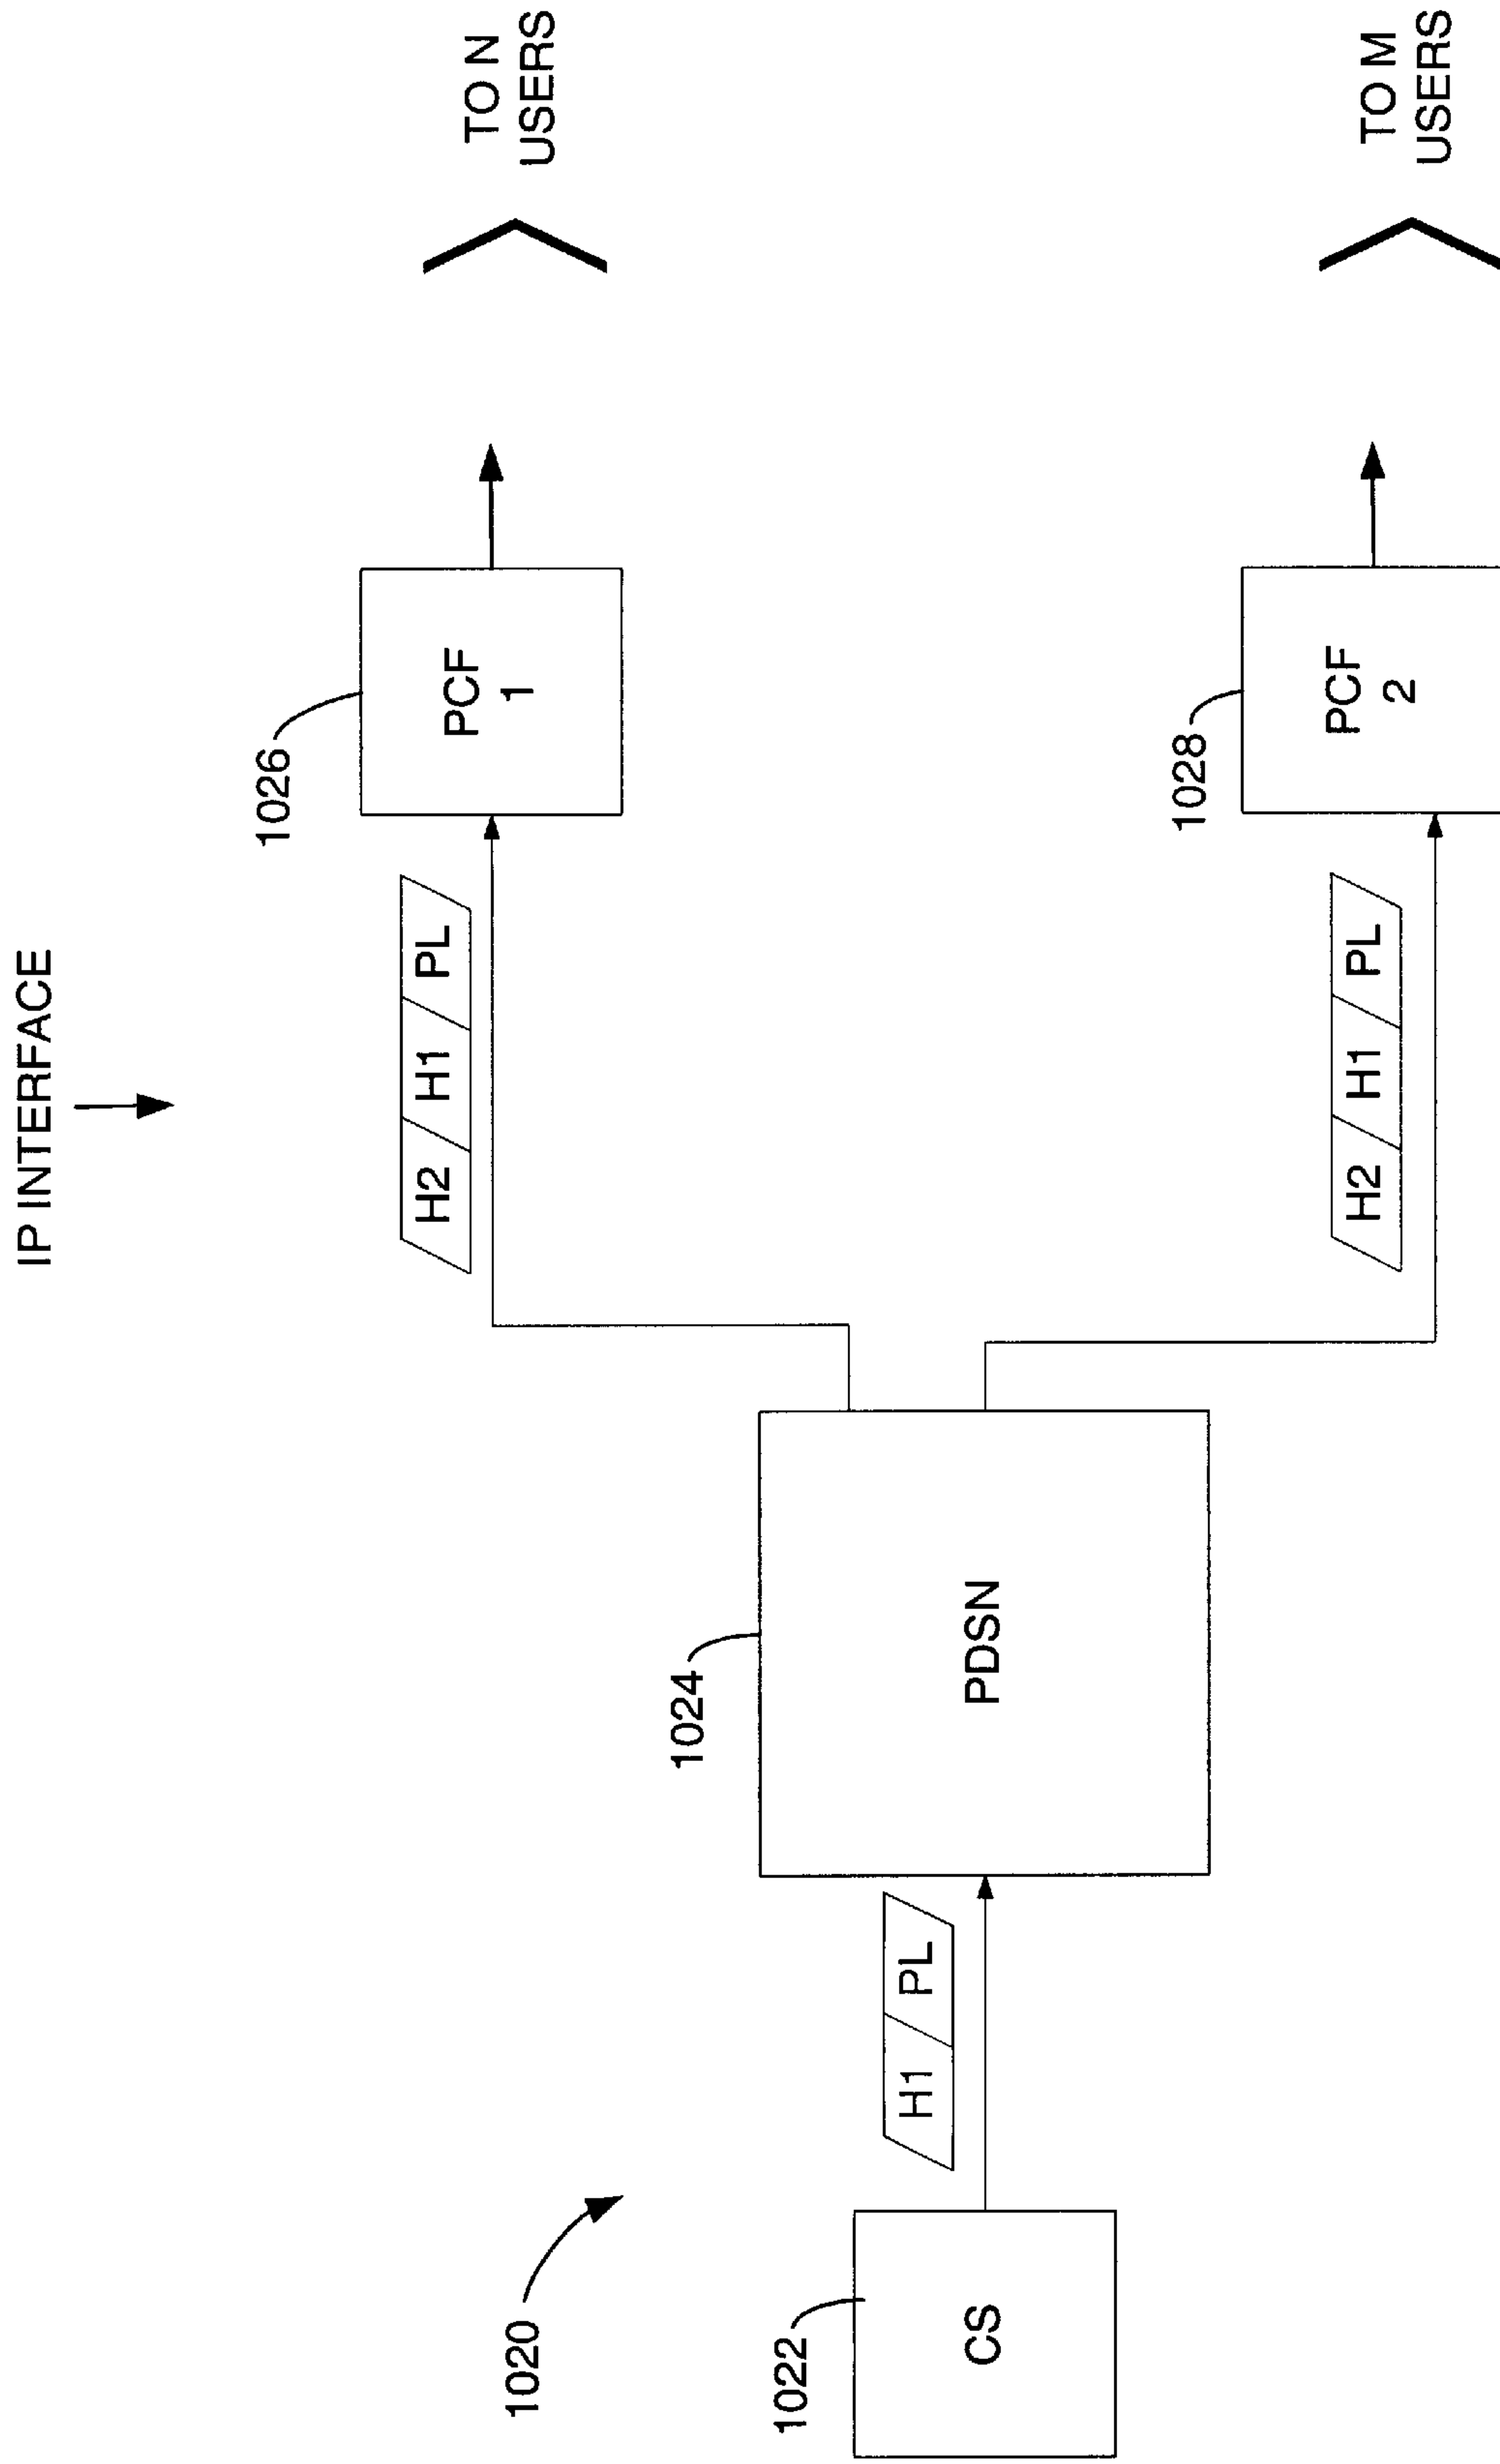 IP INTERFACE
1020
1022
CS
H1 PL
1024
PDSN
H2 H1 PL
1026
PCF
1
TO N
USERS
H2 H1 PL
1028
PCF
2
TO M
USERS